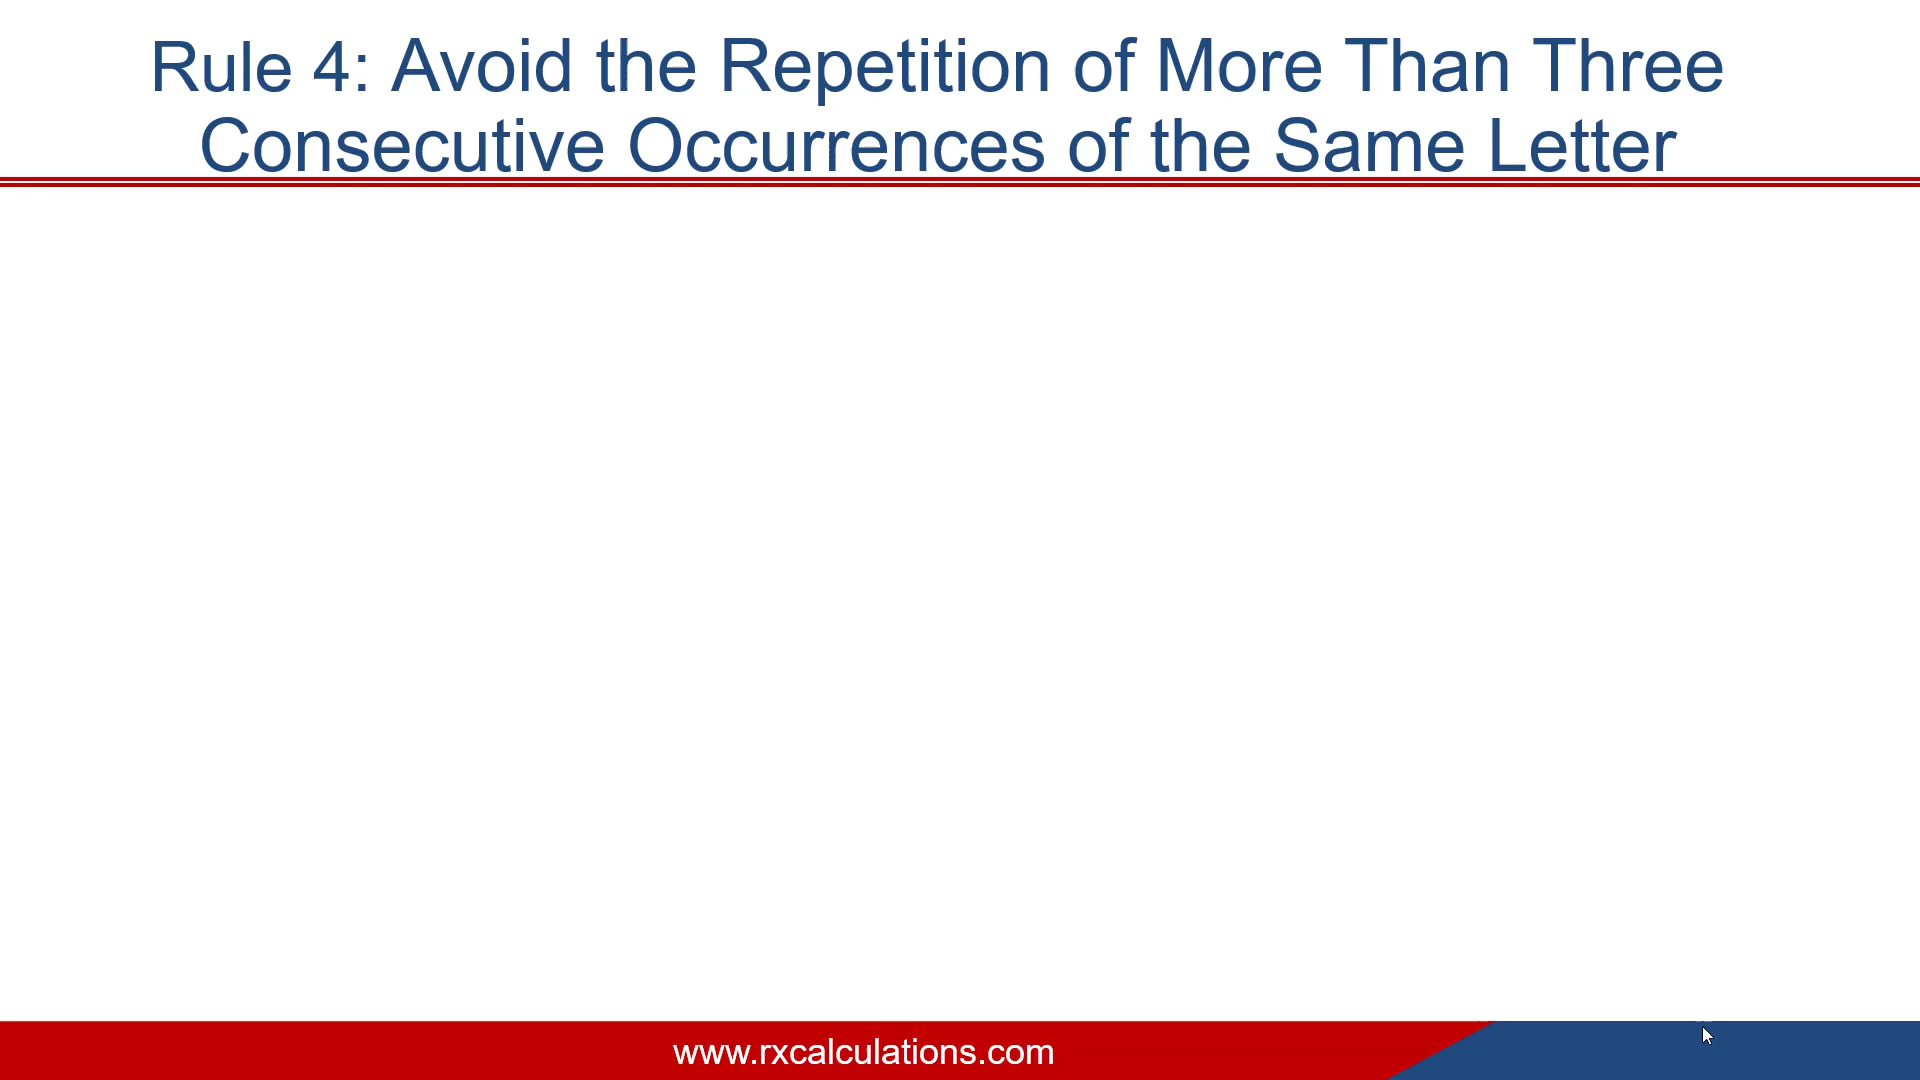 Rule 4: Avoid the Repetition of More Than Three
Consecutive Occurrences of the Same Letter
www.rxcalculations.com